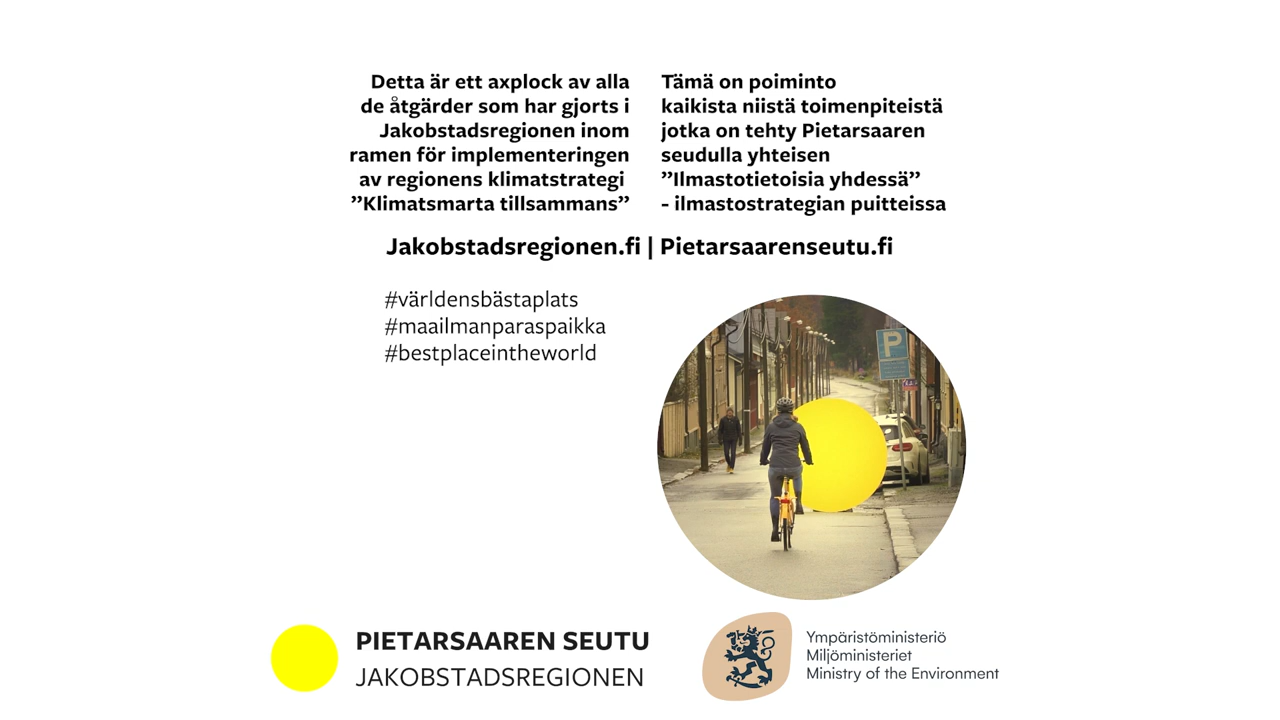 Detta är ett axplock av alla
de åtgärder som har gjorts i
Jakobstadsregionen inom
ramen för implementeringen
av regionens klimatstrategi
”Klimatsmarta tillsammans”
Tämä on poiminto
kaikista niistä toimenpiteistä
jotka on tehty Pietarsaaren
seudulla yhteisen
”Ilmastotietoisia yhdessä”
- ilmastostrategian puitteissa
Jakobstadsregionen.fi | Pietarsaarenseutu.fi
#världensbästaplats
#maailmanparaspaikka
#bestplaceintheworld
P
PIETARSAAREN SEUTU
JAKOBSTADSREGIONEN
Ympäristöministeriö
Miljöministeriet
Ministry of the Environment